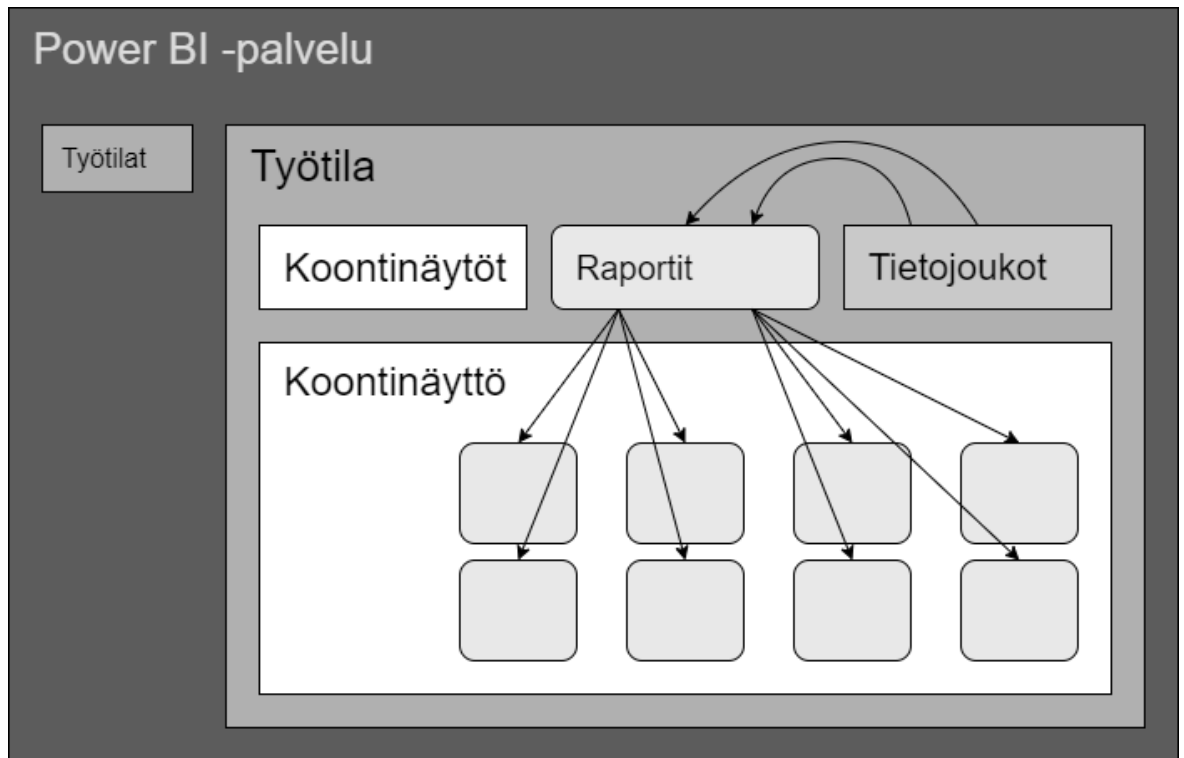 Power BI -palvelu
Työtilat
Työtila
Koontinäytöt
Raportit
Tietojoukot
Koontinäyttö